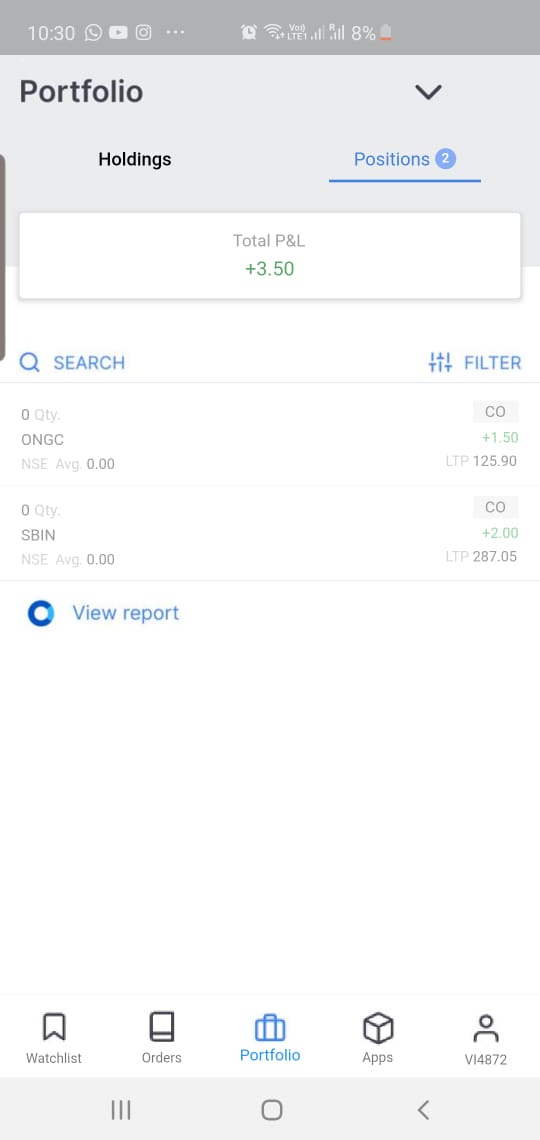 10:30 Vo)) LTE1 R 8%
Portfolio
Holdings Positions 2
Total P&L
+3.50
SEARCH FILTER
0 Qty. CO
ONGC +1.50
NSE Avg. 0.00 LTP 125.90
0 Qty. CO
SBIN +2.00
NSE Avg. 0.00 LTP 287.05
View report
Watchlist Orders Portfolio Apps VI4872